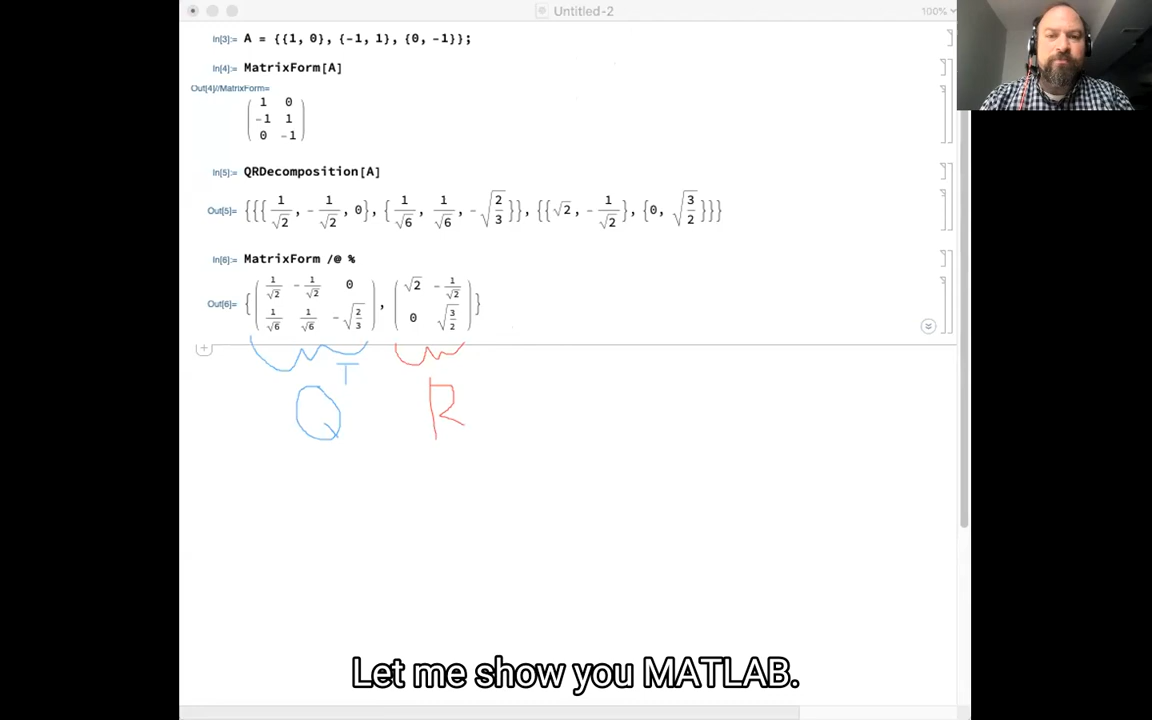 Untitled-2
100%
In[3]:= A = {{1, 0}, {-1, 1}, {0, -1}};
In[4]:= MatrixForm[A]
Out[4]//MatrixForm=
1 0
-1 1
0 -1
In[5]:= QRDecomposition[A]
Out[5]= {{{1/√2, -1/√2, 0}, {1/√6, 1/√6, -√(2/3)}}, {{√2, -1/√2}, {0, √(3/2)}}}
In[6]:= MatrixForm /@ %
Out[6]= {(1/√2 -1/√2 0
1/√6 1/√6 -√(2/3)), (√2 -1/√2
0 √(3/2))}
Q T R
Let me show you MATLAB.